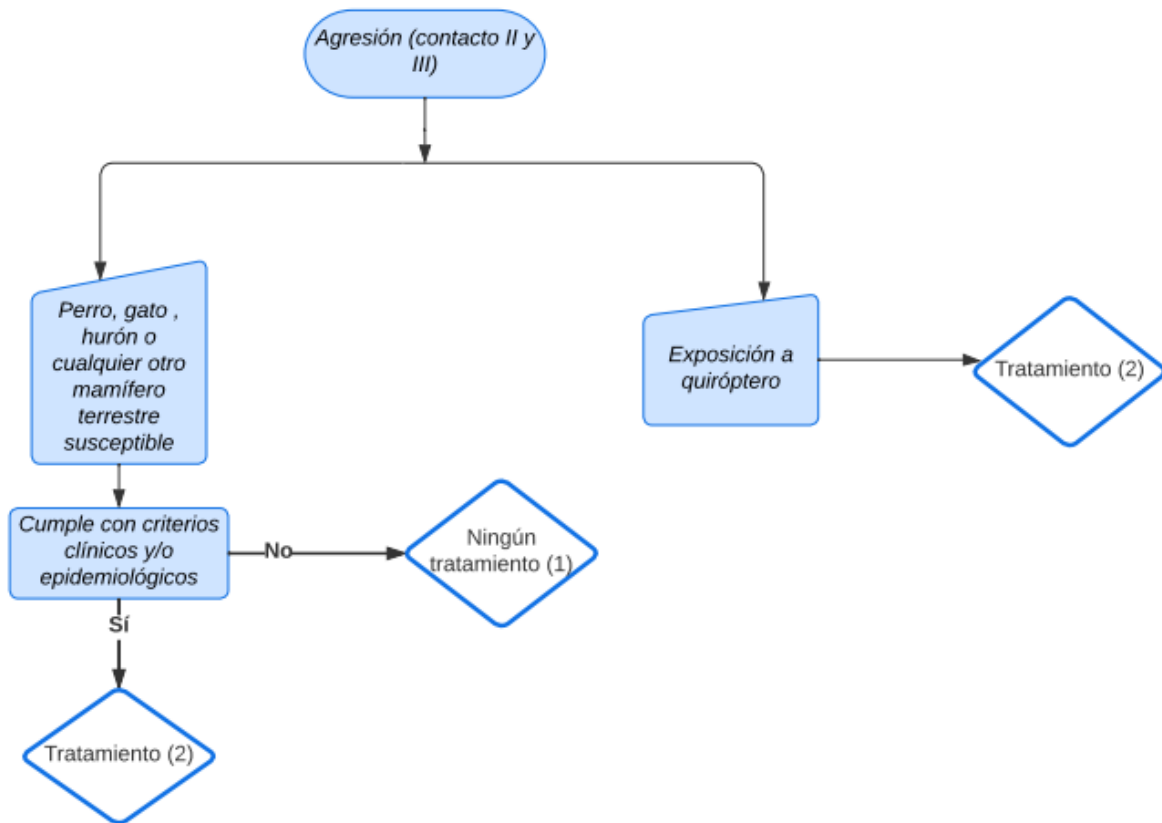 Agresión (contacto II y
III)
Perro, gato ,
hurón o
cualquier otro
mamífero
terrestre
susceptible
Exposición a
quiróptero
Tratamiento (2)
Cumple con criterios
clínicos y/o
epidemiológicos
No
Ningún
tratamiento (1)
Sí
Tratamiento (2)